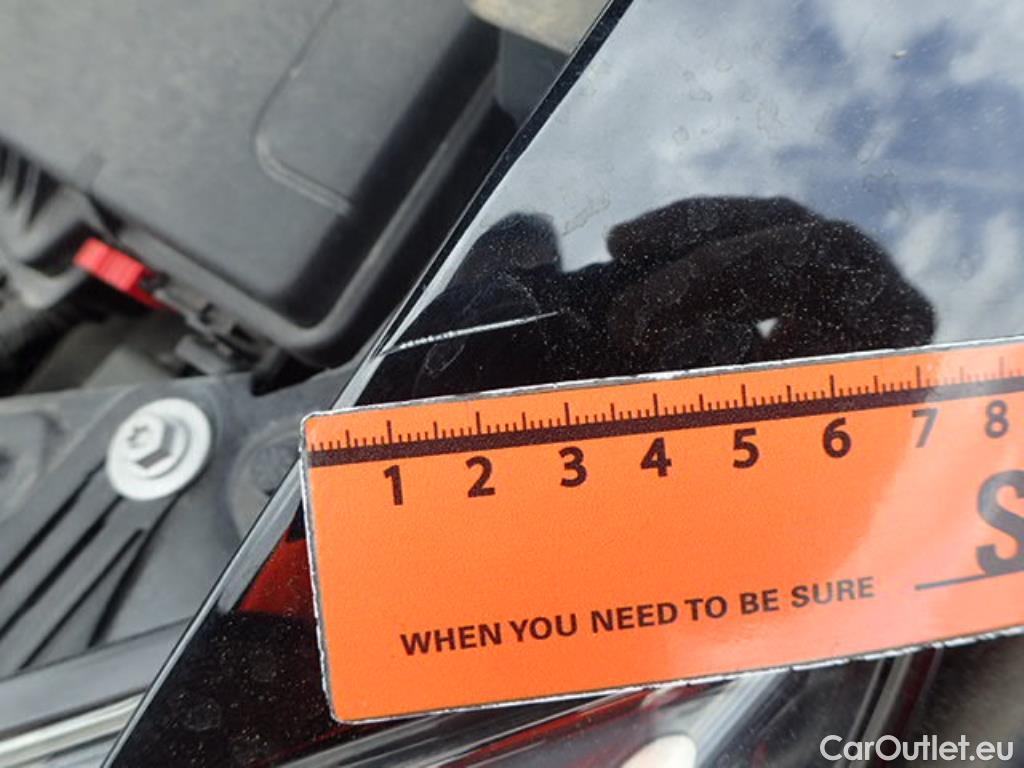 1 2 3 4 5 6 7 8
S
WHEN YOU NEED TO BE SURE
CarOutlet.eu